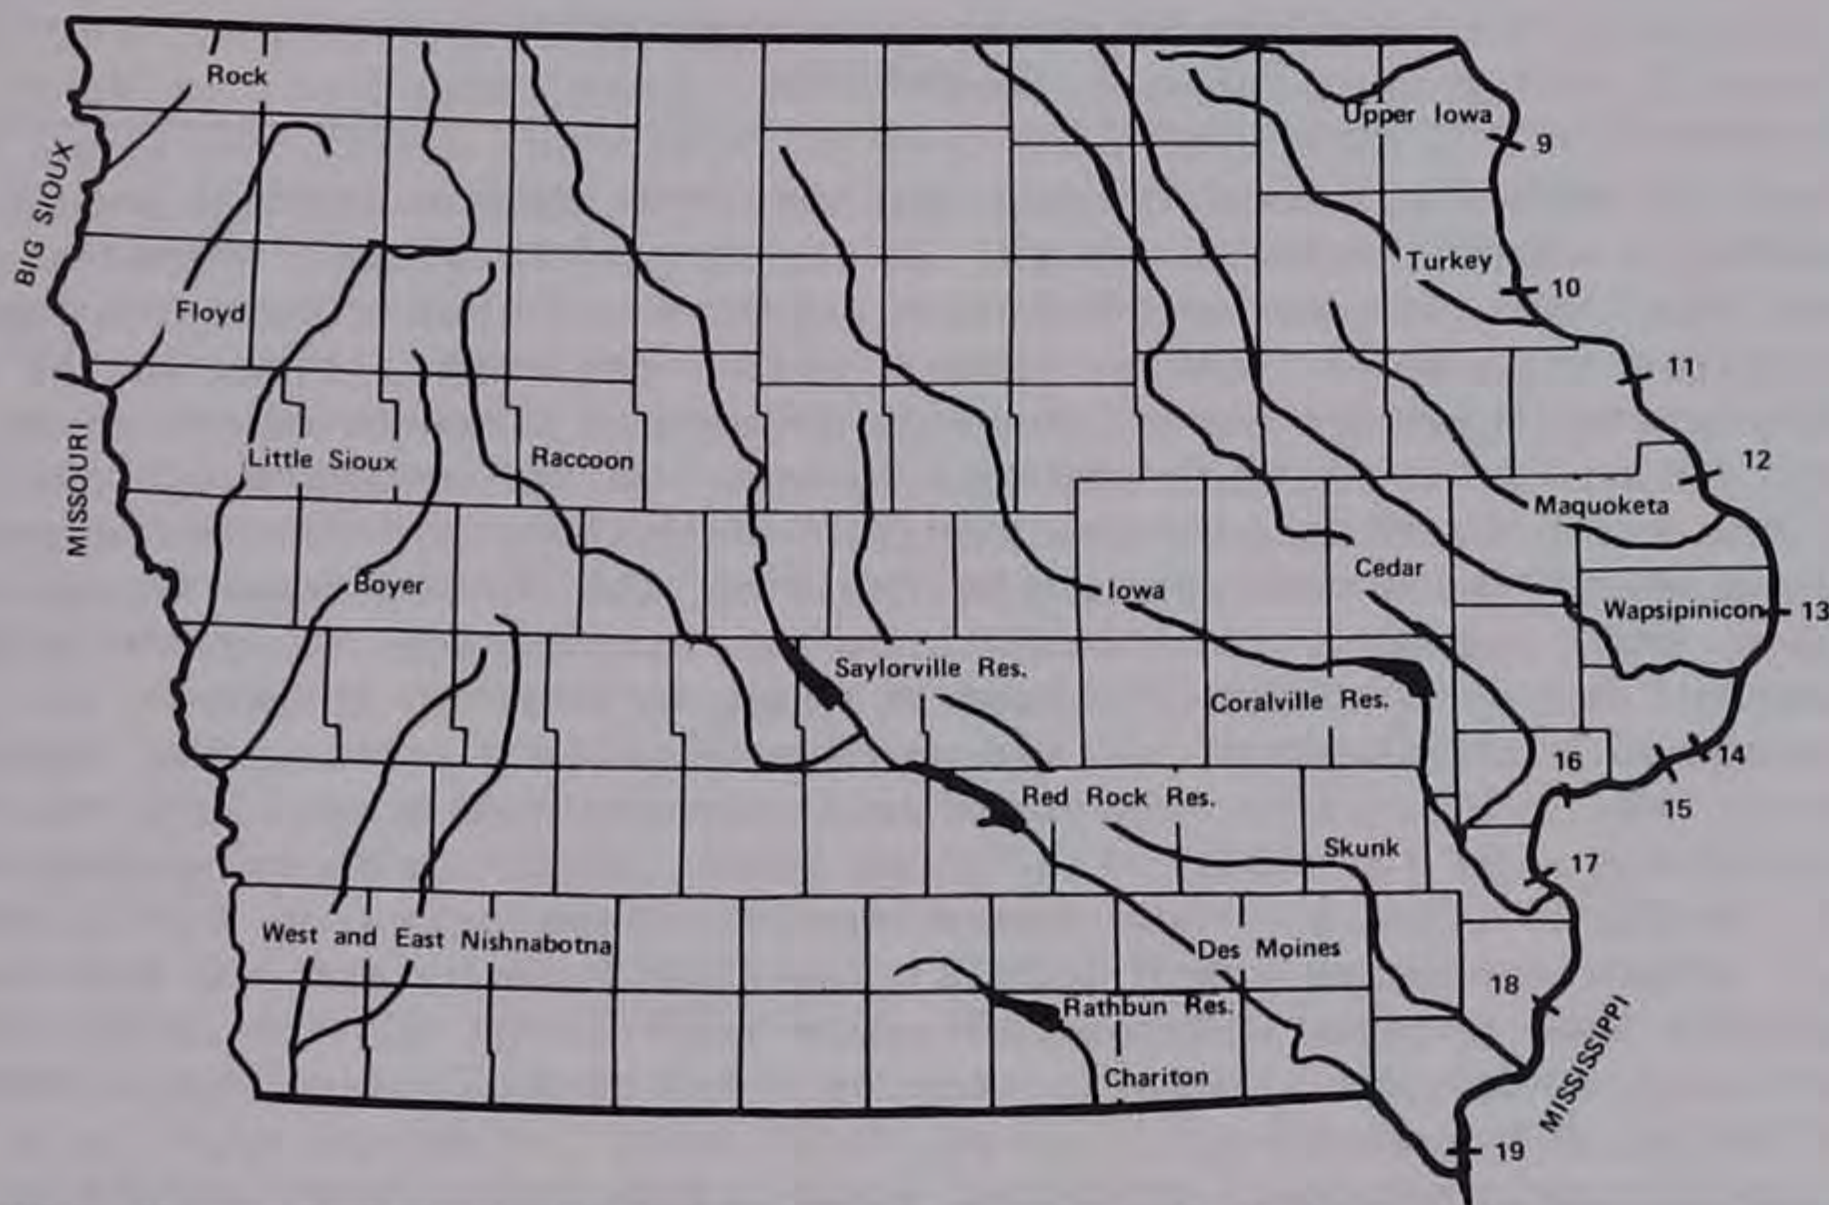 Rock
Upper Iowa
9
BIG SIOUX
Turkey
10
Floyd
11
MISSOURI
Little Sioux
Raccoon
12
Maquoketa
Boyer
Iowa
Cedar
Wapsipinicon
13
Saylorville Res.
Coralville Res.
14
16
15
Red Rock Res.
Skunk
17
West and East Nishnabotna
Des Moines
18
Rathbun Res.
MISSISSIPPI
Chariton
19